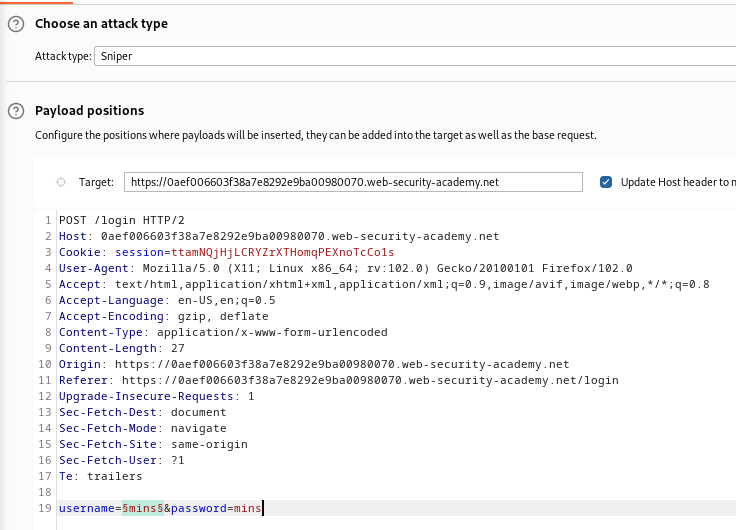 Choose an attack type
Attack type: Sniper
Payload positions
Configure the positions where payloads will be inserted, they can be added into the target as well as the base request.
Target: https://0aef006603f38a7e8292e9ba00980070.web-security-academy.net Update Host header to
1 POST /login HTTP/2
2 Host: 0aef006603f38a7e8292e9ba00980070.web-security-academy.net
3 Cookie: session=ttamNQjHjLCRYZrXTHomqPEXnoTcCo1s
4 User-Agent: Mozilla/5.0 (X11; Linux x86_64; rv:102.0) Gecko/20100101 Firefox/102.0
5 Accept: text/html,application/xhtml+xml,application/xml;q=0.9,image/avif,image/webp,*/*;q=0.8
6 Accept-Language: en-US,en;q=0.5
7 Accept-Encoding: gzip, deflate
8 Content-Type: application/x-www-form-urlencoded
9 Content-Length: 27
10 Origin: https://0aef006603f38a7e8292e9ba00980070.web-security-academy.net
11 Referer: https://0aef006603f38a7e8292e9ba00980070.web-security-academy.net/login
12 Upgrade-Insecure-Requests: 1
13 Sec-Fetch-Dest: document
14 Sec-Fetch-Mode: navigate
15 Sec-Fetch-Site: same-origin
16 Sec-Fetch-User: ?1
17 Te: trailers
18
19 username=§mins§&password=mins